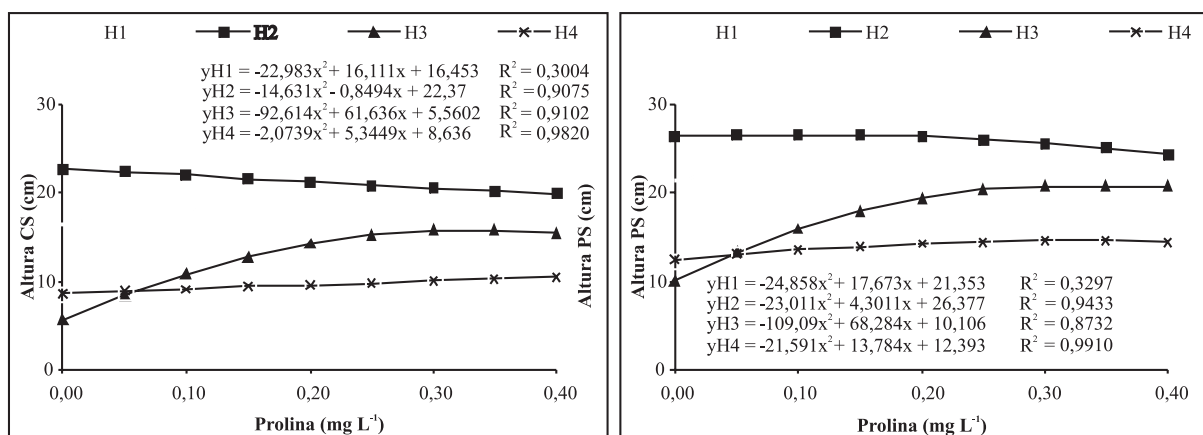 H1 H2 H3 H4
yH1 = -22,983x² + 16,111x + 16,453 R² = 0,3004
yH2 = -14,631x² - 0,8494x + 22,37 R² = 0,9075
yH3 = -92,614x² + 61,636x + 5,5602 R² = 0,9102
yH4 = -2,0739x² + 5,3449x + 8,636 R² = 0,9820
Altura CS (cm)
30
20
10
0
0,00 0,10 0,20 0,30 0,40
Prolina (mg L⁻¹)
Altura PS (cm)
H1 H2 H3 H4
Altura PS (cm)
30
20
10
0
yH1 = -24,858x² + 17,673x + 21,353 R² = 0,3297
yH2 = -23,011x² + 4,3011x + 26,377 R² = 0,9433
yH3 = -109,09x² + 68,284x + 10,106 R² = 0,8732
yH4 = -21,591x² + 13,784x + 12,393 R² = 0,9910
0,00 0,10 0,20 0,30 0,40
Prolina (mg L⁻¹)